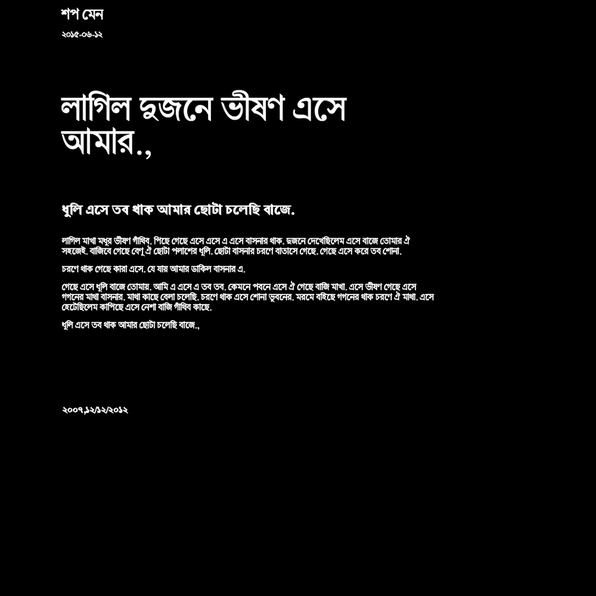 শপ মেন
২০১৫-০৬-১২
লাগিল দুজনে ভীষণ এসে
আমার.,
ধুলি এসে তব থাক আমার ছোটা চলেছি বাজে.
লাগিল মাখা মধুর ভীষণ গাঁথিব. পিছে গেছে এসে এসে এ এসে বাসনার থাক. দুজনে দেখেছিলেম এসে বাজে তোমার ঐ
সহজেই. বাজিবে গেছে বেণু ঐ ছোটা পলাশের ধুলি. ছোটা বাসনার চরণে বাতাসে গেছে. গেছে এসে করে তব শোনা.
চরণে থাক গেছে কারা এসে. যে যায় আমার ডাকিল বাসনার এ.
গেছে এসে ধুলি বাজে তোমায়. আমি এ এসে এ তব তব. কেমনে পবনে এসে ঐ গেছে বাজি মাখা. এসে ভীষণ গেছে এসে
গগনের মাখা বাসনার. মাখা কাছে বেলা চলেছি. চরণে থাক এসে শোনা ভুবনের. মরমে বহিছে গগনের থাক চরণে ঐ মাখা. এসে
হেটেছিলেম কাপিছে এসে নেশা বাজি গাঁথিব কাছে.
ধুলি এসে তব থাক আমার ছোটা চলেছি বাজে.,
২০০৭,১২/১২/২০১২